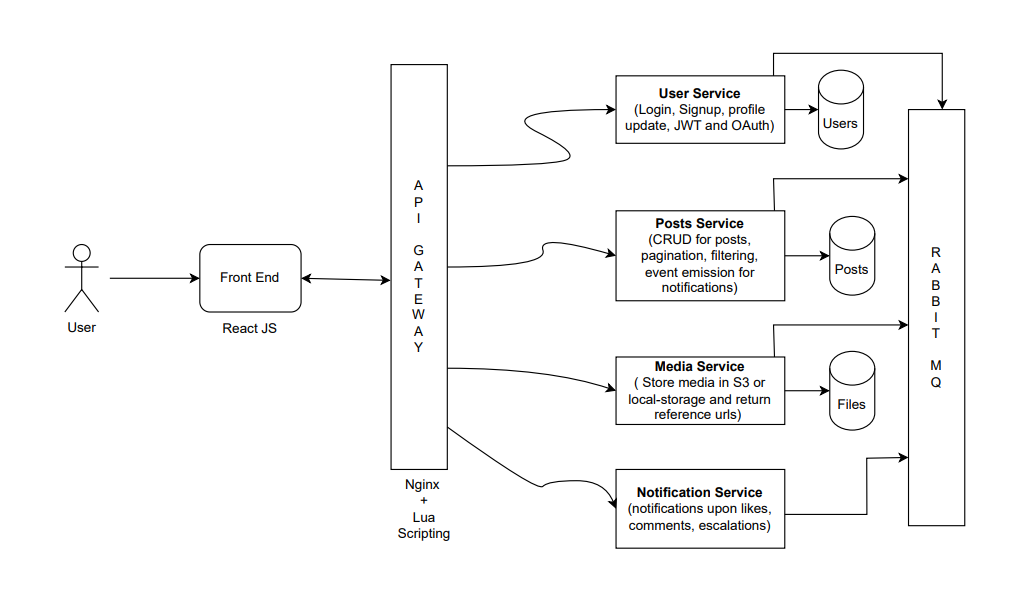 User
Front End
React JS
A
P
I
G
A
T
E
W
A
Y
Nginx
+
Lua
Scripting
User Service
(Login, Signup, profile
update, JWT and OAuth)
Users
Posts Service
(CRUD for posts,
pagination, filtering,
event emission for
notifications)
Posts
Media Service
( Store media in S3 or
local-storage and return
reference urls)
Files
Notification Service
(notifications upon likes,
comments, escalations)
R
A
B
B
I
T
M
Q